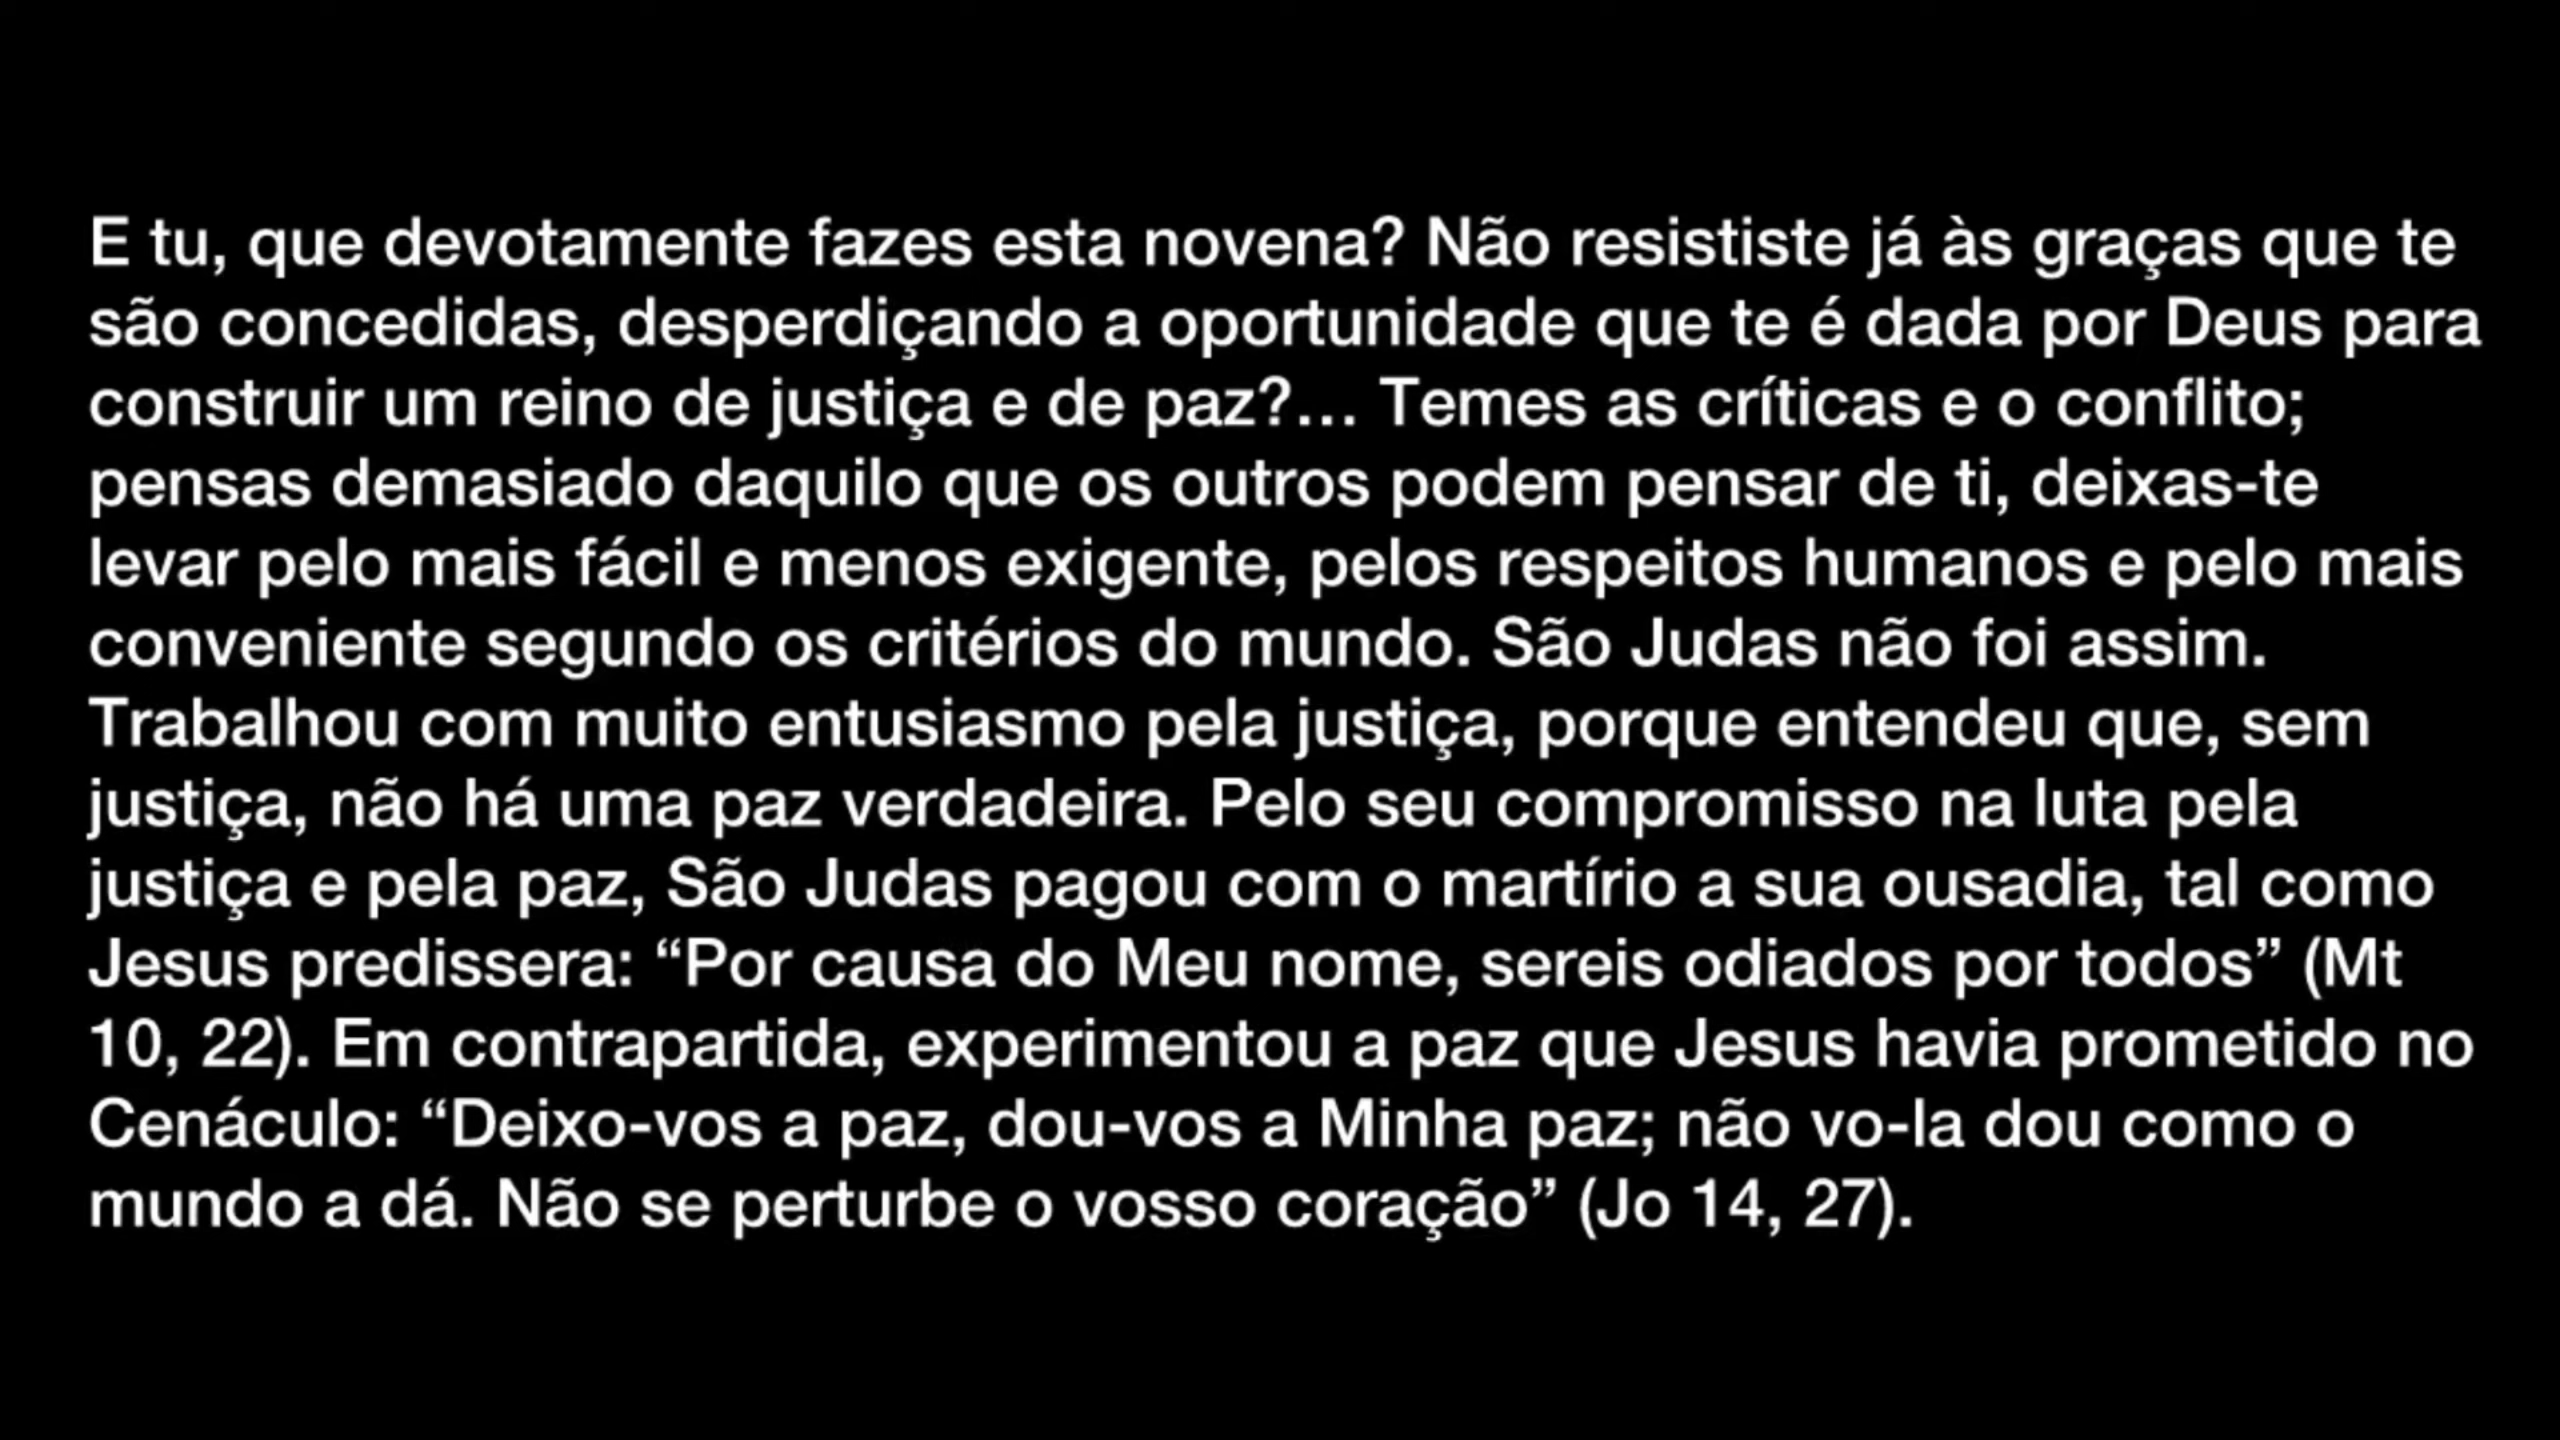 E tu, que devotamente fazes esta novena? Não resististe já às graças que te
são concedidas, desperdiçando a oportunidade que te é dada por Deus para
construir um reino de justiça e de paz?… Temes as críticas e o conflito;
pensas demasiado daquilo que os outros podem pensar de ti, deixas-te
levar pelo mais fácil e menos exigente, pelos respeitos humanos e pelo mais
conveniente segundo os critérios do mundo. São Judas não foi assim.
Trabalhou com muito entusiasmo pela justiça, porque entendeu que, sem
justiça, não há uma paz verdadeira. Pelo seu compromisso na luta pela
justiça e pela paz, São Judas pagou com o martírio a sua ousadia, tal como
Jesus predissera: “Por causa do Meu nome, sereis odiados por todos” (Mt
10, 22). Em contrapartida, experimentou a paz que Jesus havia prometido no
Cenáculo: “Deixo-vos a paz, dou-vos a Minha paz; não vo-la dou como o
mundo a dá. Não se perturbe o vosso coração” (Jo 14, 27).